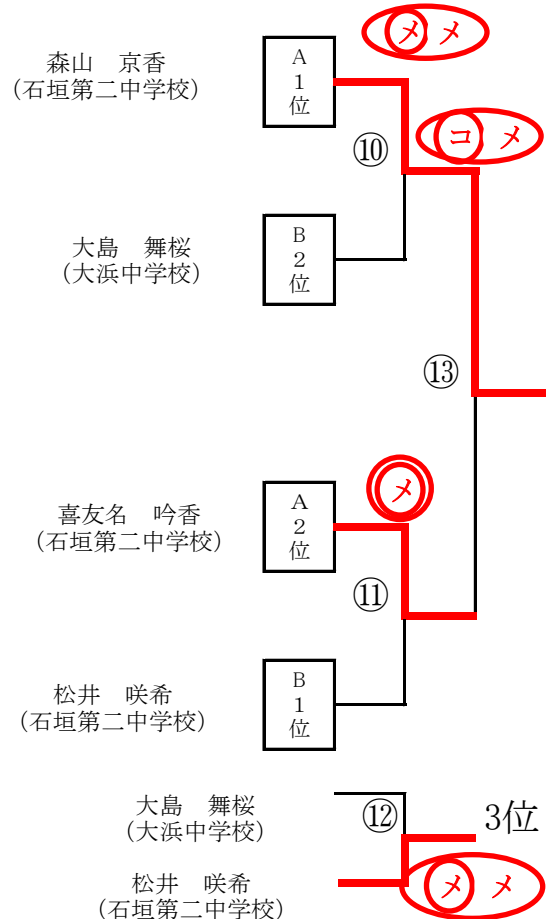 メ メ
森山　京香
(石垣第二中学校)
A
1
位
コ メ
⑩
大島　舞桜
(大浜中学校)
B
2
位
⑬
メ
喜友名　吟香
(石垣第二中学校)
A
2
位
⑪
松井　咲希
(石垣第二中学校)
B
1
位
大島　舞桜
(大浜中学校)
⑫
3位
松井　咲希
(石垣第二中学校)
メ メ